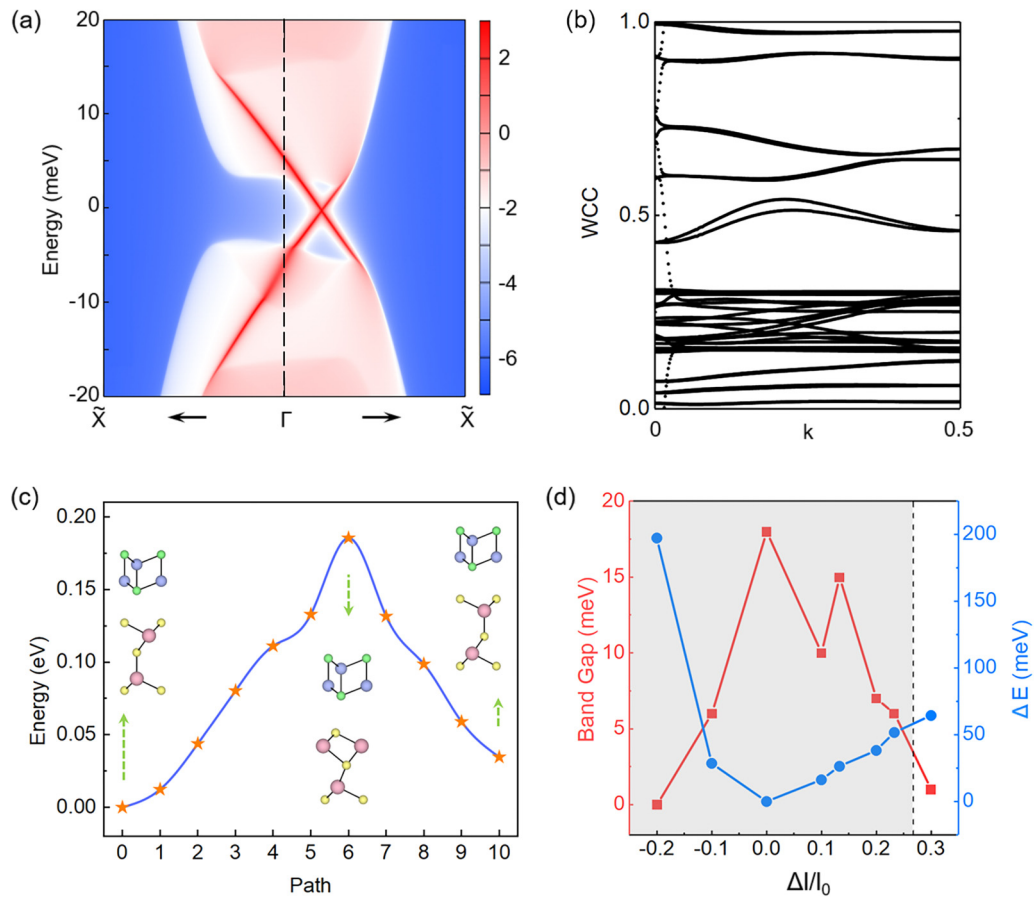 (a)
20
10
0
-10
-20
Energy (meV)
X̃
Γ
X̃
2
0
-2
-4
-6
(b)
1.0
0.5
0.0
WCC
0
k
0.5
(c)
0.20
0.15
0.10
0.05
0.00
Energy (eV)
0 1 2 3 4 5 6 7 8 9 10
Path
(d)
20
15
10
5
0
Band Gap (meV)
200
150
100
50
0
Δ E (meV)
-0.2 -0.1 0.0 0.1 0.2 0.3
Δl/l₀